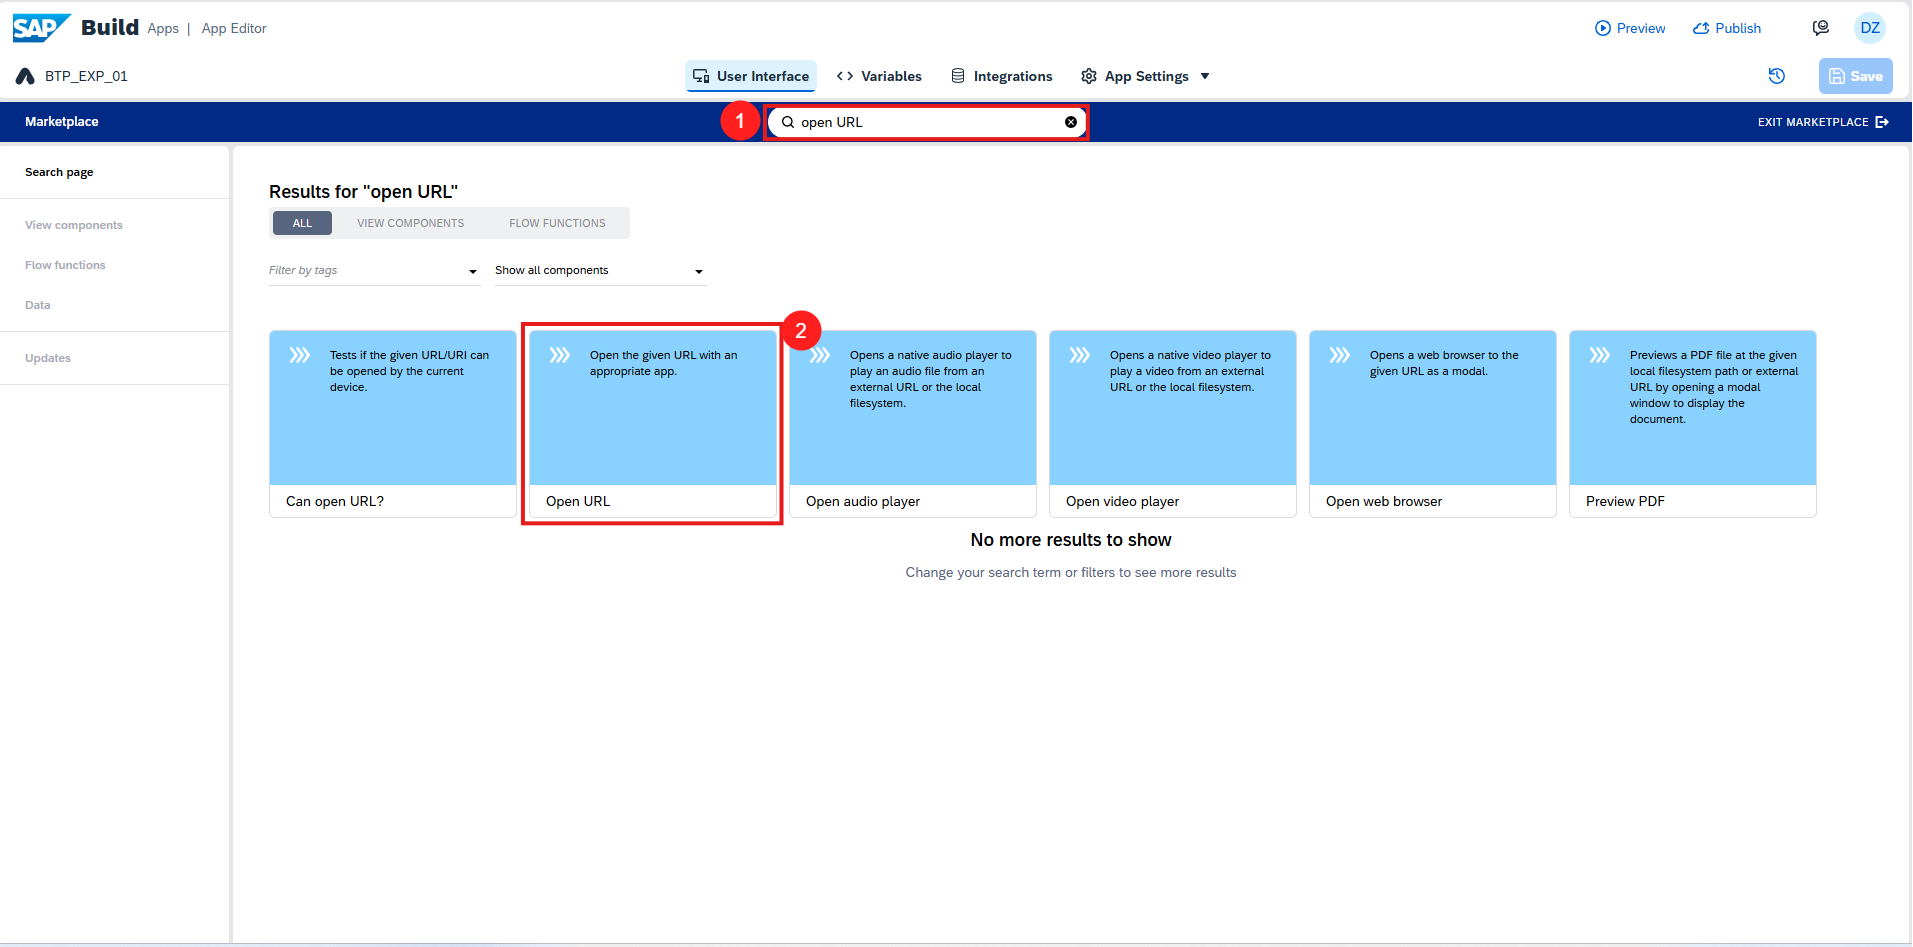 SAP Build Apps | App Editor
Preview
Publish
DZ
BTP_EXP_01
User Interface
Variables
Integrations
App Settings
Save
Marketplace
1
open URL
EXIT MARKETPLACE
Search page
View components
Flow functions
Data
Updates
Results for "open URL"
ALL
VIEW COMPONENTS
FLOW FUNCTIONS
Filter by tags
Show all components
2
Tests if the given URL/URI can
be opened by the current
device.
Can open URL?
Open the given URL with an
appropriate app.
Open URL
Opens a native audio player to
play an audio file from an
external URL or the local
filesystem.
Open audio player
Opens a native video player to
play a video from an external
URL or the local filesystem.
Open video player
Opens a web browser to the
given URL as a modal.
Open web browser
Previews a PDF file at the given
local filesystem path or external
URL by opening a modal
window to display the
document.
Preview PDF
No more results to show
Change your search term or filters to see more results